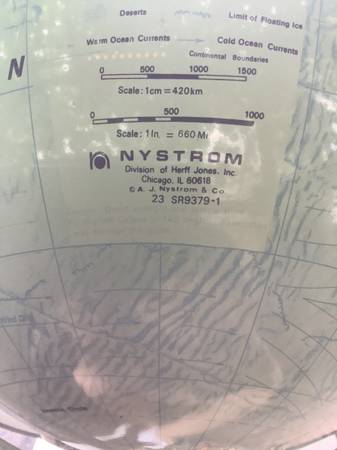 Deserts Limit of Floating Ice
Warm Ocean Currents Cold Ocean Currents
Continental Boundaries
N
0 500 1000 1500
Scale: 1cm = 420km
0 500 1000
Scale: 1 In. = 660 Mi
NYSTROM
Division of Herff Jones, Inc.
Chicago, IL 60618
© A. J. Nystrom & Co.
23 SR9379-1